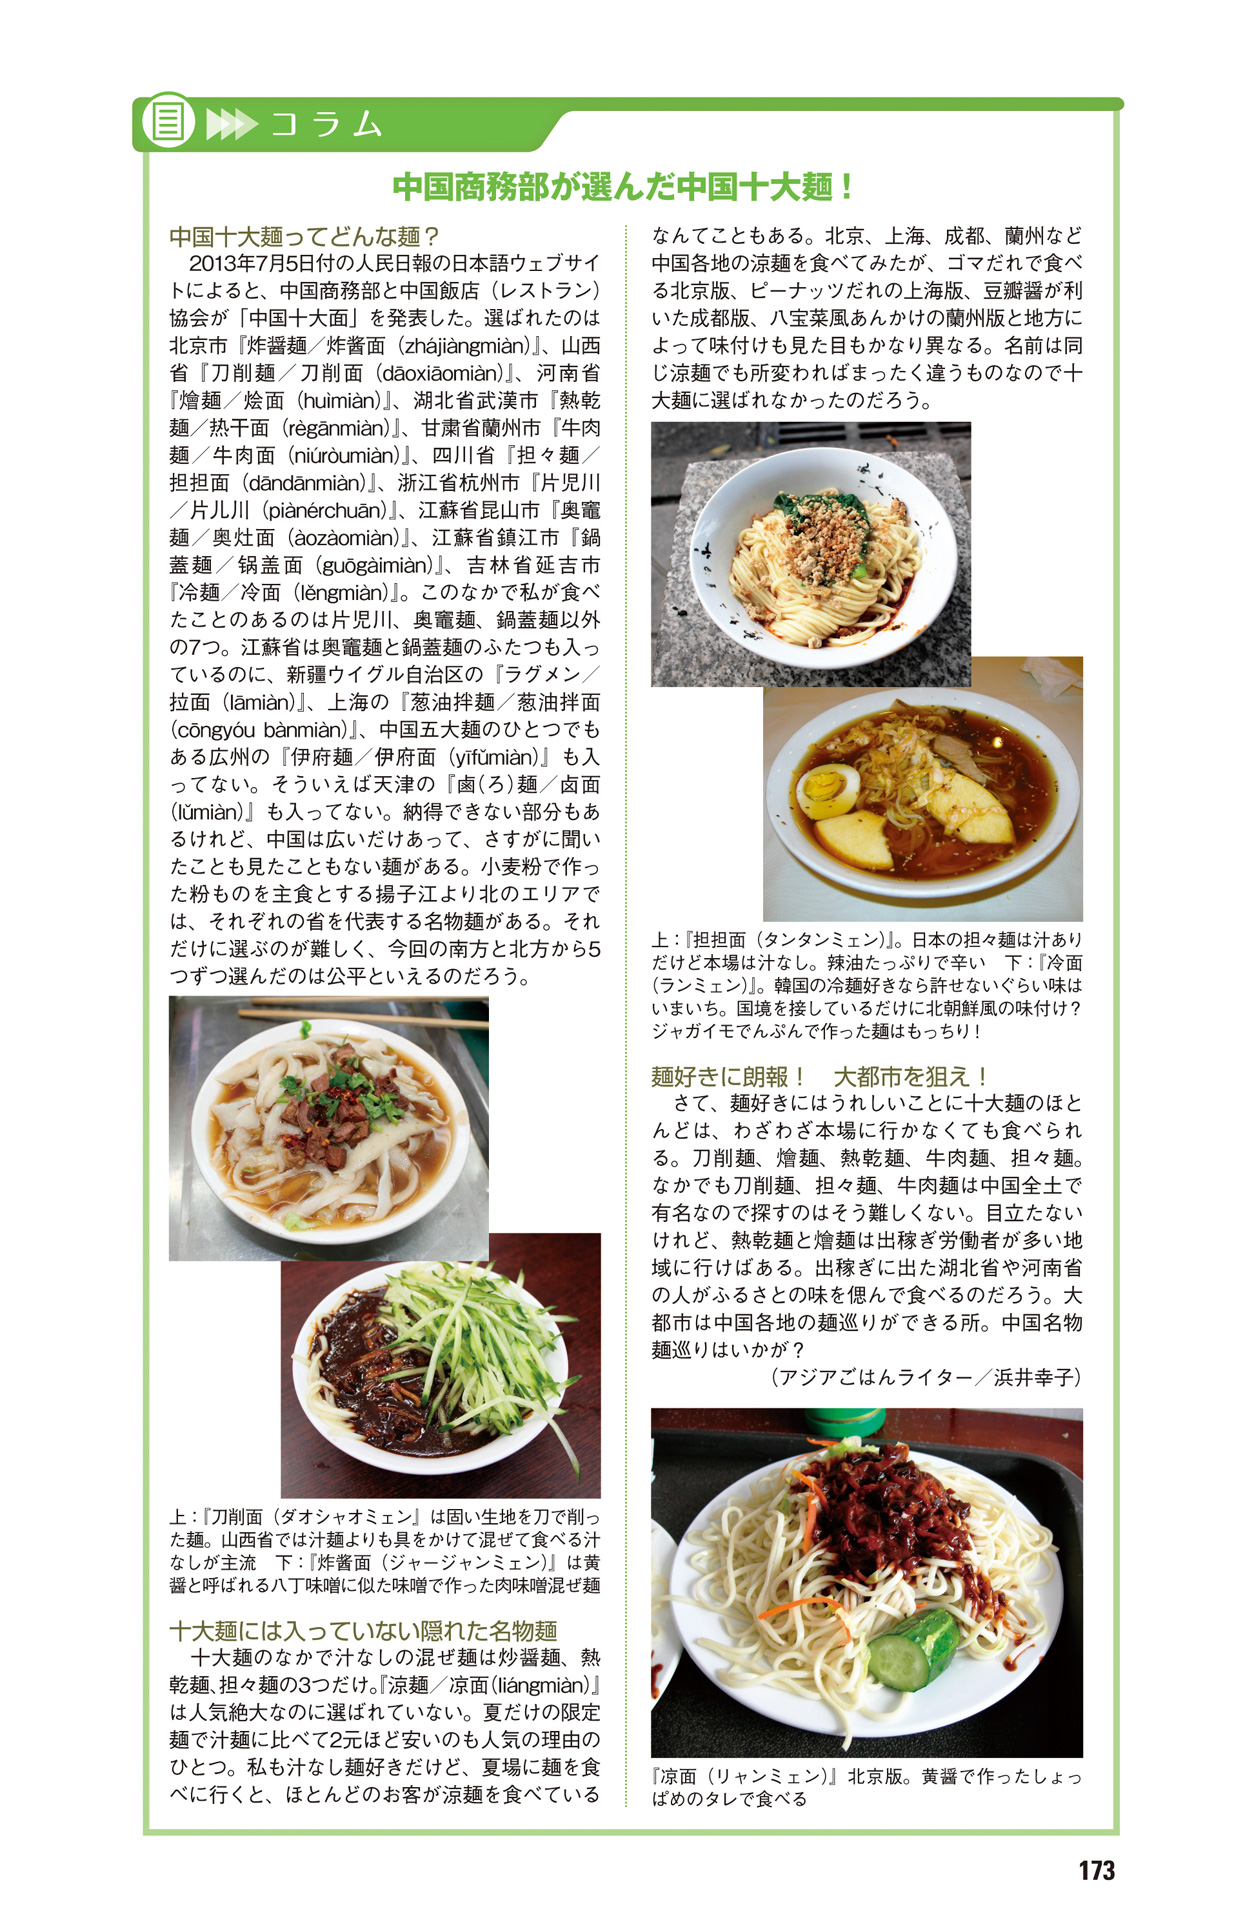 コラム
中国商務部が選んだ中国十大麺！
中国十大麺ってどんな麺？
2013年7月5日付の人民日報の日本語ウェブサイ
トによると、中国商務部と中国飯店（レストラン）
協会が「中国十大面」を発表した。選ばれたのは
北京市『炸醤麺／炸酱面（zhájiàngmiàn）』、山西
省『刀削麺／刀削面（dāoxiāomiàn）』、河南省
『燴麺／烩面（huìmiàn）』、湖北省武漢市『熱乾
麺／热干面（règānmiàn）』、甘粛省蘭州市『牛肉
麺／牛肉面（niúròumiàn）』、四川省『担々麺／
担担面（dāndānmiàn）』、浙江省杭州市『片児川
／片儿川（piànérchuān）』、江蘇省昆山市『奥竈
麺／奥灶面（àozàomiàn）』、江蘇省鎮江市『鍋
蓋麺／锅盖面（guōgàimiàn）』、吉林省延吉市
『冷麺／冷面（lěngmiàn）』。このなかで私が食べ
たことのあるのは片児川、奥竈麺、鍋蓋麺以外
の7つ。江蘇省は奥竈麺と鍋蓋麺のふたつも入っ
ているのに、新疆ウイグル自治区の『ラグメン／
拉面（lāmiàn）』、上海の『葱油拌麺／葱油拌面
（cōngyóu bànmiàn）』、中国五大麺のひとつでも
ある広州の『伊府麺／伊府面（yīfǔmiàn）』も入
ってない。そういえば天津の『鹵（ろ）麺／卤面
（lǔmiàn）』も入ってない。納得できない部分もあ
るけれど、中国は広いだけあって、さすがに聞い
たことも見たこともない麺がある。小麦粉で作っ
た粉ものを主食とする揚子江より北のエリアで
は、それぞれの省を代表する名物麺がある。それ
だけに選ぶのが難しく、今回の南方と北方から5
つずつ選んだのは公平といえるのだろう。
上：『刀削面（ダオシャオミェン』は固い生地を刀で削っ
た麺。山西省では汁麺よりも具をかけて混ぜて食べる汁
なしが主流　下：『炸酱面（ジャージャンミェン）』は黄
醤と呼ばれる八丁味噌に似た味噌で作った肉味噌混ぜ麺
十大麺には入っていない隠れた名物麺
十大麺のなかで汁なしの混ぜ麺は炒醤麺、熱
乾麺、担々麺の3つだけ。『涼麺／凉面（liángmiàn）』
は人気絶大なのに選ばれていない。夏だけの限定
麺で汁麺に比べて2元ほど安いのも人気の理由の
ひとつ。私も汁なし麺好きだけど、夏場に麺を食
べに行くと、ほとんどのお客が涼麺を食べている
なんてこともある。北京、上海、成都、蘭州など
中国各地の涼麺を食べてみたが、ゴマだれで食べ
る北京版、ピーナッツだれの上海版、豆瓣醤が利
いた成都版、八宝菜風あんかけの蘭州版と地方に
よって味付けも見た目もかなり異なる。名前は同
じ涼麺でも所変わればまったく違うものなので十
大麺に選ばれなかったのだろう。
上：『担担面（タンタンミェン）』。日本の担々麺は汁あり
だけど本場は汁なし。辣油たっぷりで辛い　下：『冷面
（ランミェン）』。韓国の冷麺好きなら許せないぐらい味は
いまいち。国境を接しているだけに北朝鮮風の味付け？
ジャガイモでんぷんで作った麺はもっちり！
麺好きに朗報！　大都市を狙え！
さて、麺好きにはうれしいことに十大麺のほと
んどは、わざわざ本場に行かなくても食べられ
る。刀削麺、燴麺、熱乾麺、牛肉麺、担々麺。
なかでも刀削麺、担々麺、牛肉麺は中国全土で
有名なので探すのはそう難しくない。目立たない
けれど、熱乾麺と燴麺は出稼ぎ労働者が多い地
域に行けばある。出稼ぎに出た湖北省や河南省
の人がふるさとの味を偲んで食べるのだろう。大
都市は中国各地の麺巡りができる所。中国名物
麺巡りはいかが？
（アジアごはんライター／浜井幸子）
『凉面（リャンミェン）』北京版。黄醤で作ったしょっ
ぱめのタレで食べる
173